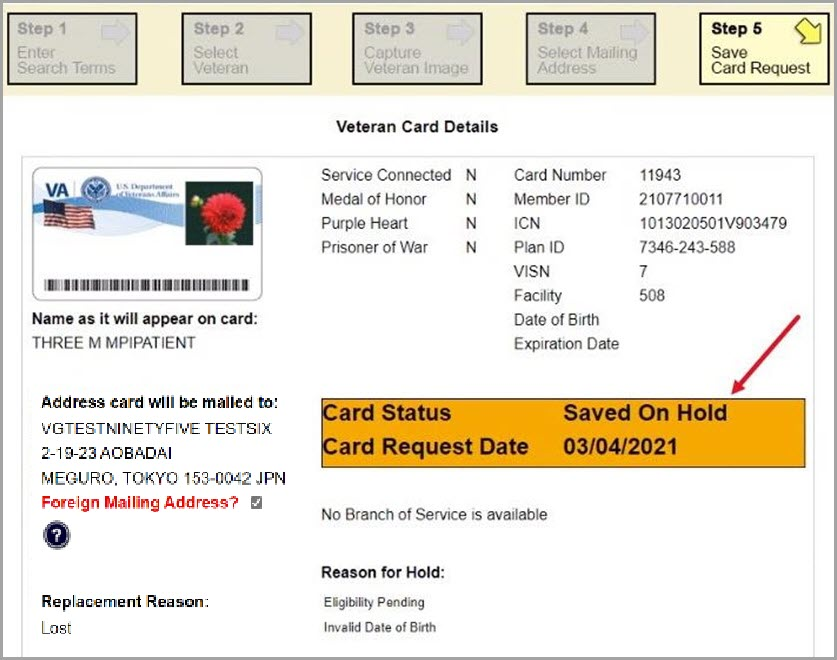 Step 1
Enter
Search Terms
Step 2
Select
Veteran
Step 3
Capture
Veteran Image
Step 4
Select Mailing
Address
Step 5
Save
Card Request
Veteran Card Details
VA
U.S. Department
of Veterans Affairs
Name as it will appear on card:
THREE M MPIPATIENT
Service Connected N
Medal of Honor N
Purple Heart N
Prisoner of War N
Card Number 11943
Member ID 2107710011
ICN 1013020501V903479
Plan ID 7346-243-588
VISN 7
Facility 508
Date of Birth
Expiration Date
Address card will be mailed to:
VGTESTNINETYFIVE TESTSIX
2-19-23 AOBADAI
MEGURO, TOKYO 153-0042 JPN
Foreign Mailing Address?
?
Replacement Reason:
Lost
Card Status Saved On Hold
Card Request Date 03/04/2021
No Branch of Service is available
Reason for Hold:
Eligibility Pending
Invalid Date of Birth